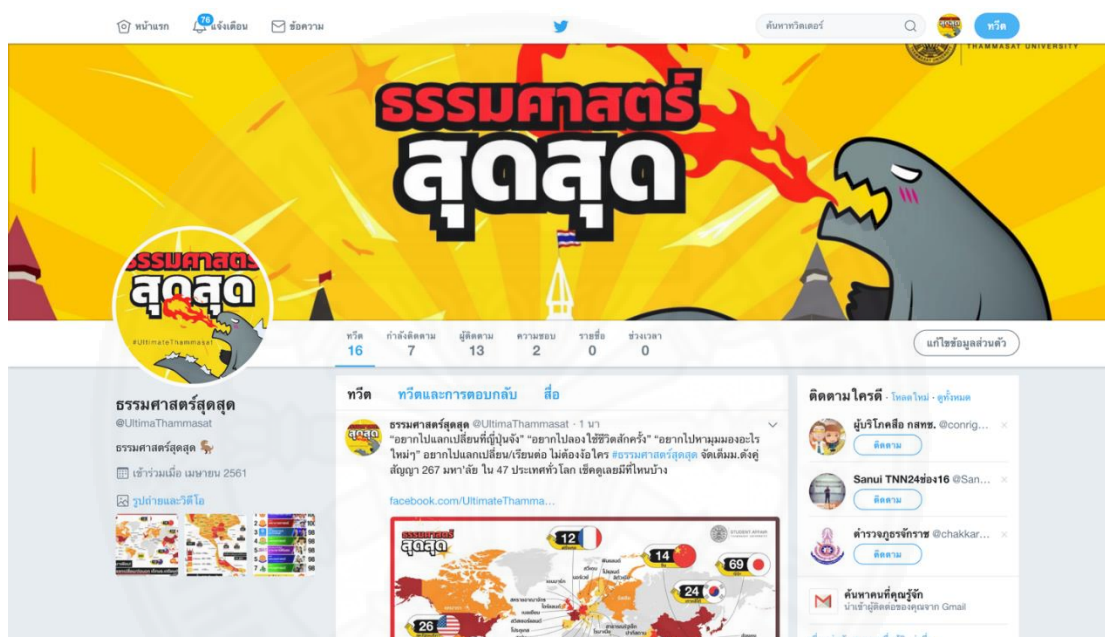 หน้าแรก
76
แจ้งเตือน
ข้อความ
ค้นหาทวิตเตอร์
ทวีต
THAMMASAT UNIVERSITY
ธรรมศาสตร์
สุดสุด
ธรรมศาสตร์
สุดสุด
#UltimateThammasat
ทวีต กำลังติดตาม ผู้ติดตาม ความชอบ รายชื่อ ช่วงเวลา
16 7 13 2 0 0
แก้ไขข้อมูลส่วนตัว
ธรรมศาสตร์สุดสุด
@UltimaThammasat
ธรรมศาสตร์สุดสุด
เข้าร่วมเมื่อ เมษายน 2561
รูปถ่ายและวิดีโอ
ทวีต ทวีตและการตอบกลับ สื่อ
ธรรมศาสตร์สุดสุด @UltimaThammasat · 1 นา
"อยากไปแลกเปลี่ยนที่ญี่ปุ่นจัง" "อยากไปลองใช้ชีวิตสักครั้ง" "อยากไปหามุมมองอะไร
ใหม่ๆ" อยากไปแลกเปลี่ยน/เรียนต่อ ไม่ต้องง้อใคร #ธรรมศาสตร์สุดสุด จัดเต็มม.ดังคู่
สัญญา 267 มหา'ลัย ใน 47 ประเทศทั่วโลก เช็คดูเลยมีที่ไหนบ้าง
facebook.com/UltimateThamma...
ธรรมศาสตร์
สุดสุด
12
14
69
24
26
ติดตามใครดี · โหลดใหม่ · ดูทั้งหมด
ผู้บริโภคสื่อ กสทช. @conrig...
ติดตาม
Sanui TNN24ช่อง16 @San...
ติดตาม
ตำรวจภูธรจักราช @chakkar...
ติดตาม
ค้นหาคนที่คุณรู้จัก
นำเข้าผู้ติดต่อของคุณจาก Gmail